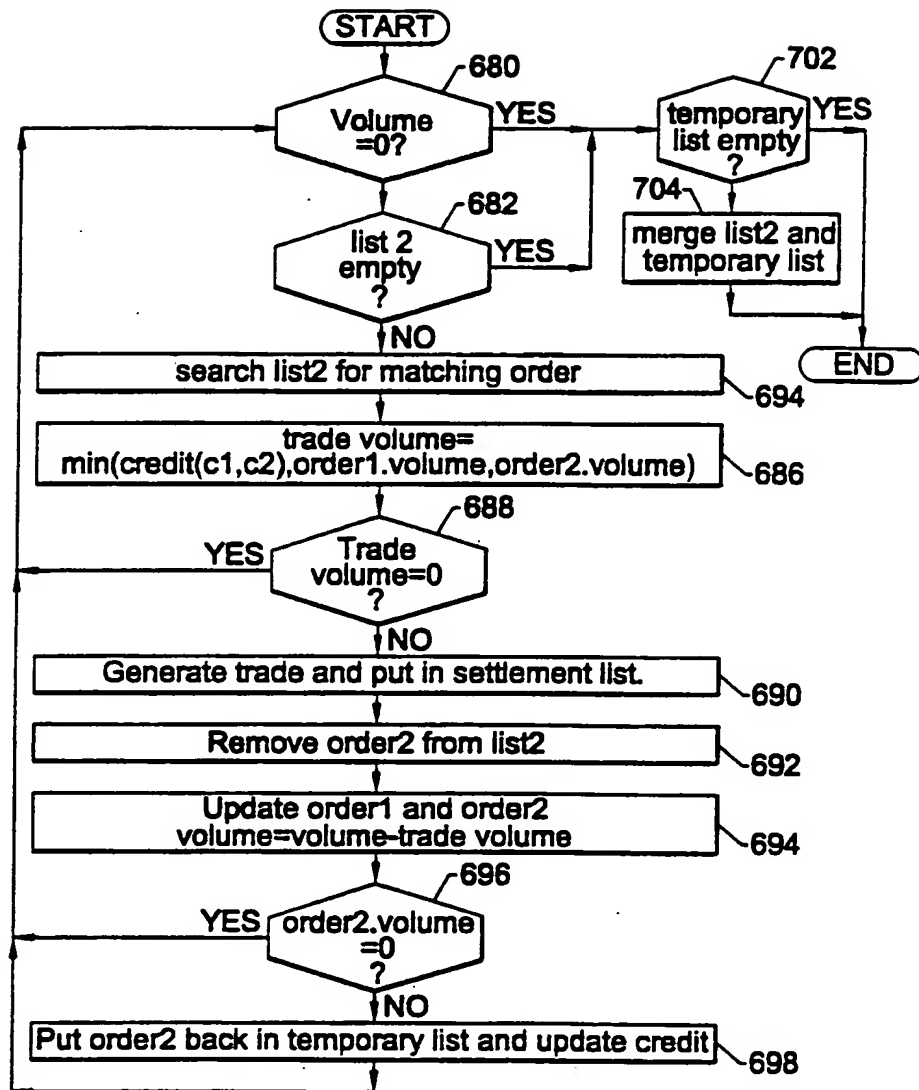 START
680
Volume
=0?
YES
702
temporary
list empty
?
YES
682
list 2
empty
?
YES
704
merge list2 and
temporary list
NO
END
search list2 for matching order
694
trade volume=
min(credit(c1,c2),order1.volume,order2.volume)
686
688
YES
Trade
volume=0
?
NO
Generate trade and put in settlement list.
690
Remove order2 from list2
692
Update order1 and order2
volume=volume-trade volume
694
696
YES
order2.volume
=0
?
NO
Put order2 back in temporary list and update credit
698